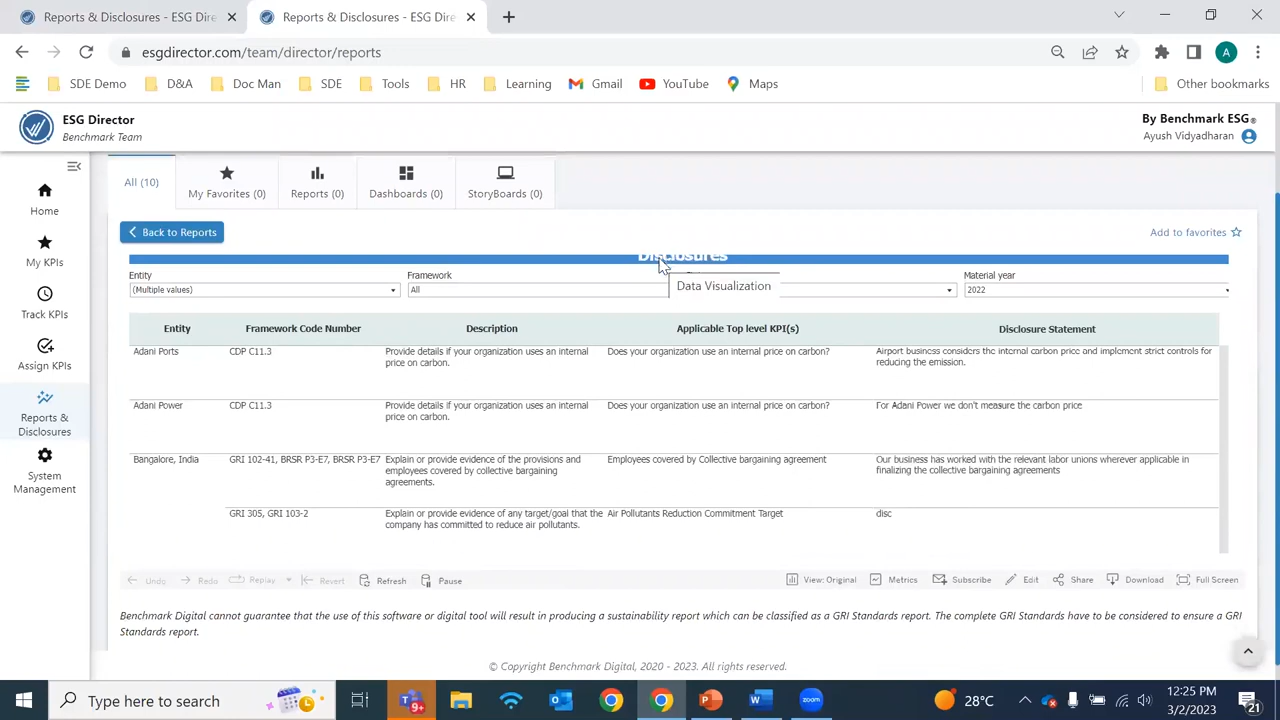 Reports & Disclosures - ESG Dire
Reports & Disclosures - ESG Dire
esgdirector.com/team/director/reports
A
SDE Demo
D&A
Doc Man
SDE
Tools
HR
Learning
Gmail
YouTube
Maps
Other bookmarks
ESG Director
Benchmark Team
By Benchmark ESG®
Ayush Vidyadharan
Home
My KPIs
Track KPIs
Assign KPIs
Reports &
Disclosures
System
Management
All (10)
My Favorites (0)
Reports (0)
Dashboards (0)
StoryBoards (0)
Back to Reports
Add to favorites
Disclosures
Entity
Framework
Material year
(Multiple values)
All
2022
Data Visualization
Entity
Framework Code Number
Description
Applicable Top level KPI(s)
Disclosure Statement
Adani Ports
CDP C11.3
Provide details if your organization uses an internal
price on carbon.
Does your organization use an internal price on carbon?
Airport business considers the internal carbon price and implement strict controls for
reducing the emission.
Adani Power
CDP C11.3
Provide details if your organization uses an internal
price on carbon.
Does your organization use an internal price on carbon?
For Adani Power we don't measure the carbon price
Bangalore, India
GRI 102-41, BRSR P3-E7, BRSR P3-E7
Explain or provide evidence of the provisions and
employees covered by collective bargaining
agreements.
Employees covered by Collective bargaining agreement
Our business has worked with the relevant labor unions wherever applicable in
finalizing the collective bargaining agreements
GRI 305, GRI 103-2
Explain or provide evidence of any target/goal that the
company has committed to reduce air pollutants.
Air Pollutants Reduction Commitment Target
disc
Undo
Redo
Replay
Revert
Refresh
Pause
View: Original
Metrics
Subscribe
Edit
Share
Download
Full Screen
Benchmark Digital cannot guarantee that the use of this software or digital tool will result in producing a sustainability report which can be classified as a GRI Standards report. The complete GRI Standards have to be considered to ensure a GRI
Standards report.
© Copyright Benchmark Digital, 2020 - 2023. All rights reserved.
Type here to search
9+
zoom
28°C
12:25 PM
3/2/2023
21